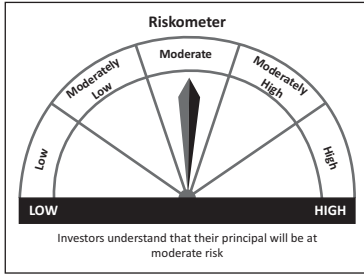 Riskometer
Moderate
Moderately
Low
Moderately
High
Low
High
LOW
HIGH
Investors understand that their principal will be at
moderate risk